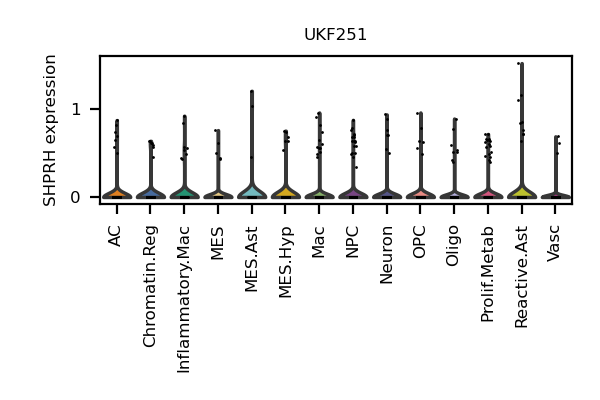 UKF251
SHPRH expression
1
0
AC
Chromatin.Reg
Inflammatory.Mac
MES
MES.Ast
MES.Hyp
Mac
NPC
Neuron
OPC
Oligo
Prolif.Metab
Reactive.Ast
Vasc